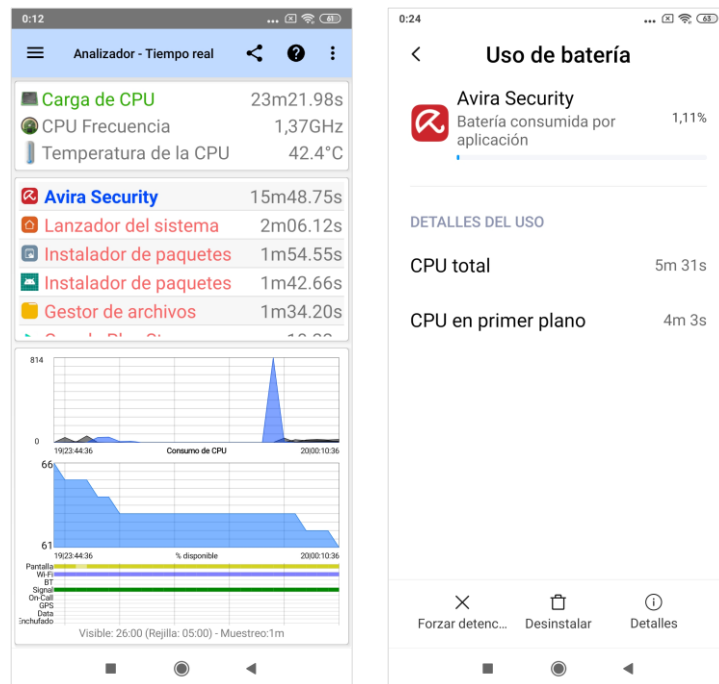 0:12
61
Analizador - Tiempo real
Carga de CPU 23m21.98s
CPU Frecuencia 1,37GHz
Temperatura de la CPU 42.4°C
Avira Security 15m48.75s
Lanzador del sistema 2m06.12s
Instalador de paquetes 1m54.55s
Instalador de paquetes 1m42.66s
Gestor de archivos 1m34.20s
814
0
19|23:44:36 Consumo de CPU 20|00:10:36
66
61
19|23:44:36 % disponible 20|00:10:36
Pantalla
Wi-Fi
BT
Signal
On-Call
GPS
Data
Enchufado
Visible: 26:00 (Rejilla: 05:00) - Muestreo:1m
0:24
63
Uso de batería
Avira Security
Batería consumida por
aplicación
1,11%
DETALLES DEL USO
CPU total 5m 31s
CPU en primer plano 4m 3s
Forzar detenc... Desinstalar Detalles